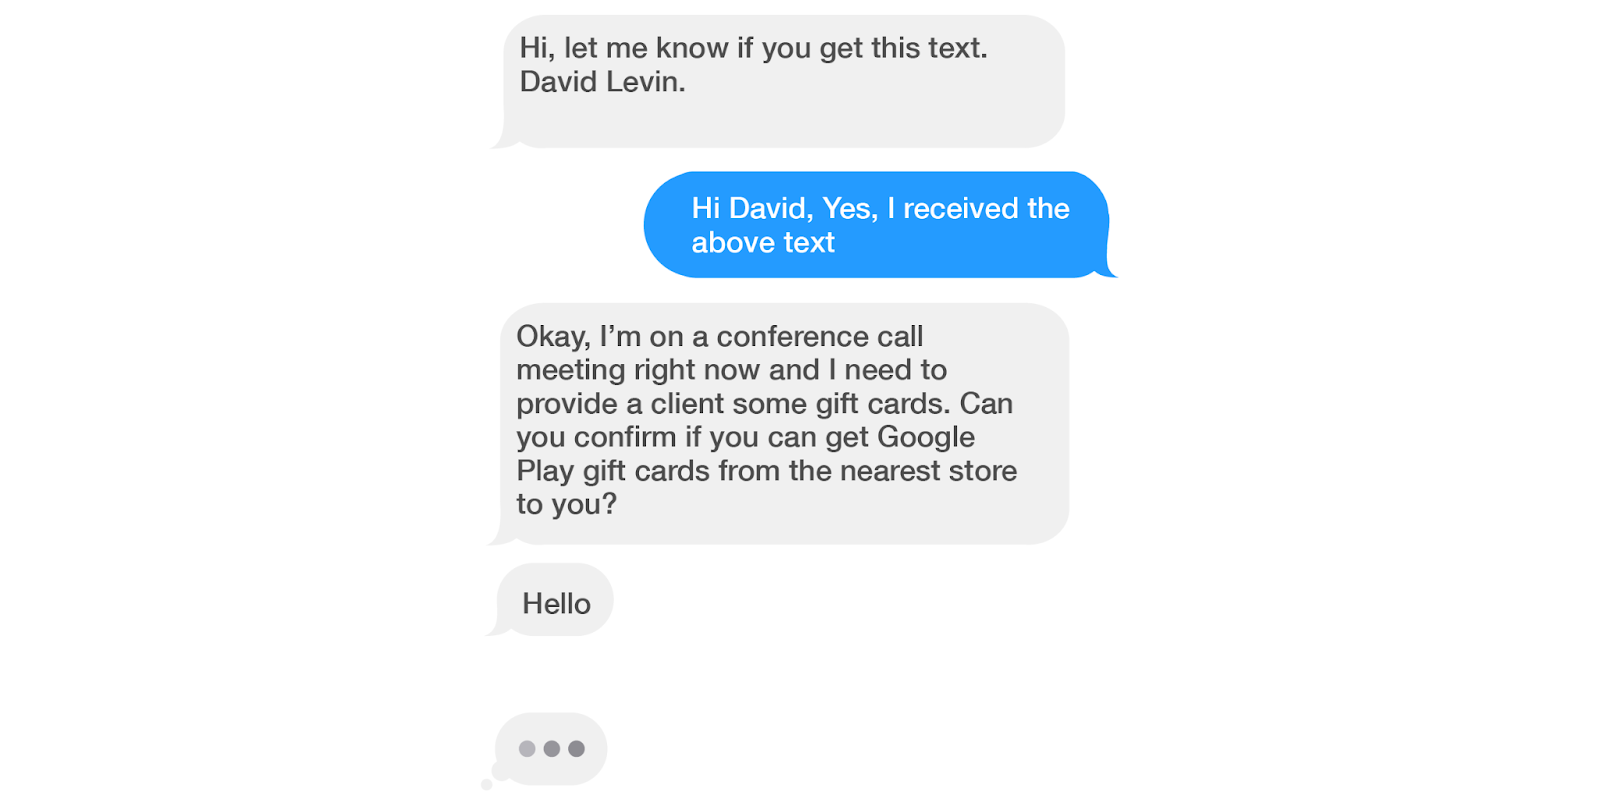 Hi, let me know if you get this text.
David Levin.
Hi David, Yes, I received the
above text
Okay, I’m on a conference call
meeting right now and I need to
provide a client some gift cards. Can
you confirm if you can get Google
Play gift cards from the nearest store
to you?
Hello